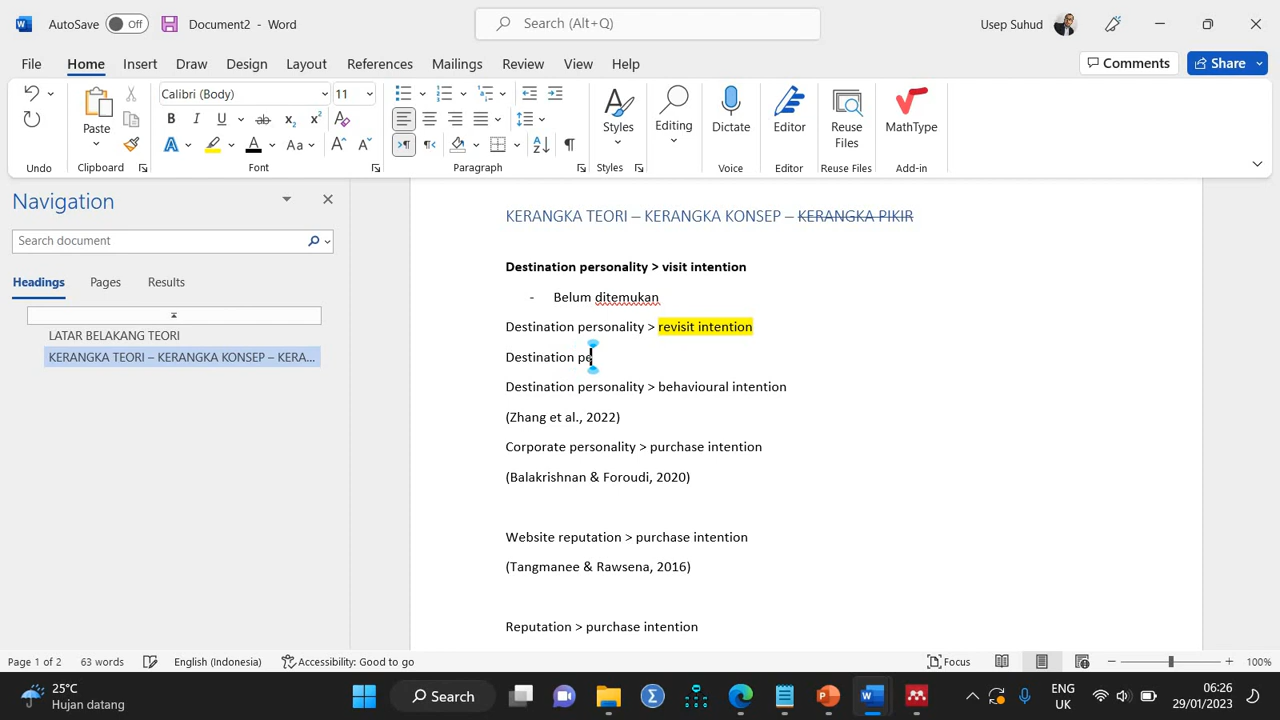 AutoSave Off Document2 - Word Search (Alt+Q) Usep Suhud
File Home Insert Draw Design Layout References Mailings Review View Help Comments Share
Calibri (Body) 11
Paste Styles Editing Dictate Editor Reuse Files MathType
B I U ab x₂ x² A
A A Aa A A
Undo Clipboard Font Paragraph Styles Voice Editor Reuse Files Add-in
Navigation
Search document
Headings Pages Results
LATAR BELAKANG TEORI
KERANGKA TEORI – KERANGKA KONSEP – KERA...
KERANGKA TEORI – KERANGKA KONSEP – KERANGKA PIKIR
Destination personality > visit intention
- Belum ditemukan
Destination personality > revisit intention
Destination pe
Destination personality > behavioural intention
(Zhang et al., 2022)
Corporate personality > purchase intention
(Balakrishnan & Foroudi, 2020)
Website reputation > purchase intention
(Tangmanee & Rawsena, 2016)
Reputation > purchase intention
Page 1 of 2 63 words English (Indonesia) Accessibility: Good to go Focus 100%
25°C
Hujan datang
Search
ENG
UK
06:26
29/01/2023